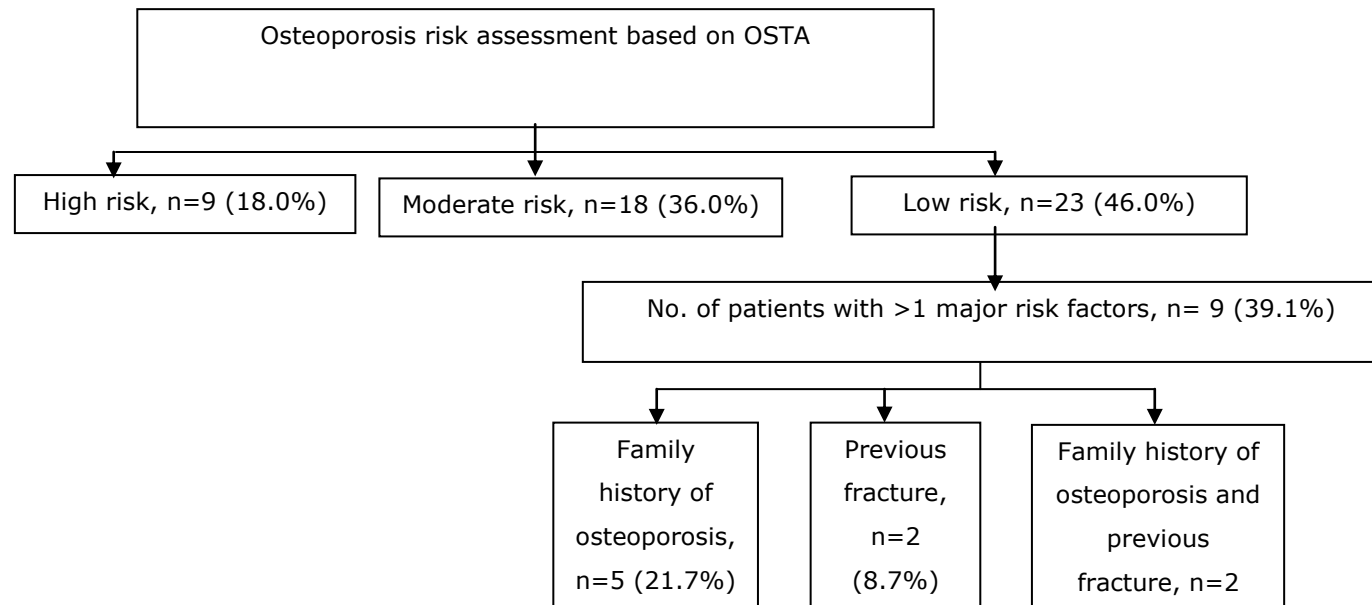 Osteoporosis risk assessment based on OSTA
High risk, n=9 (18.0%)
Moderate risk, n=18 (36.0%)
Low risk, n=23 (46.0%)
No. of patients with >1 major risk factors, n= 9 (39.1%)
Family
history of
osteoporosis,
n=5 (21.7%)
Previous
fracture,
n=2
(8.7%)
Family history of
osteoporosis and
previous
fracture, n=2